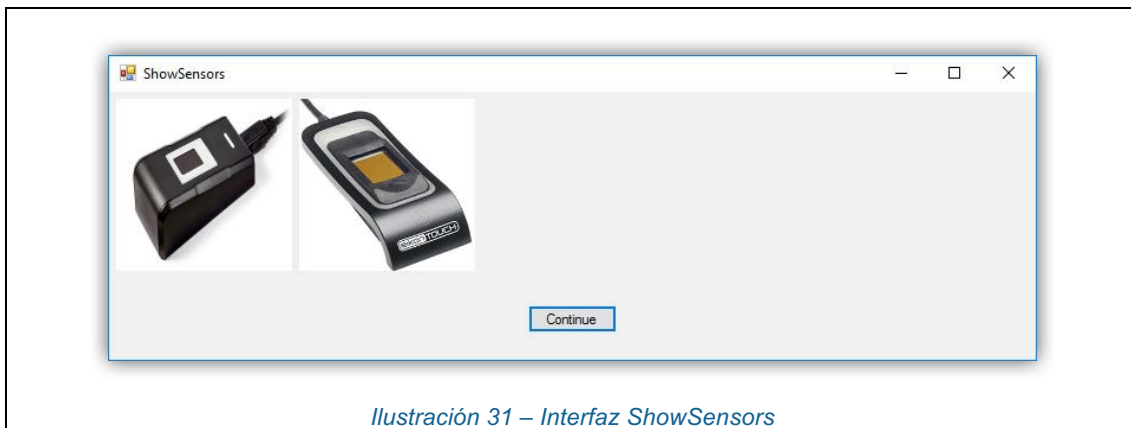 ShowSensors
TOUCH
Continue
Ilustración 31 – Interfaz ShowSensors